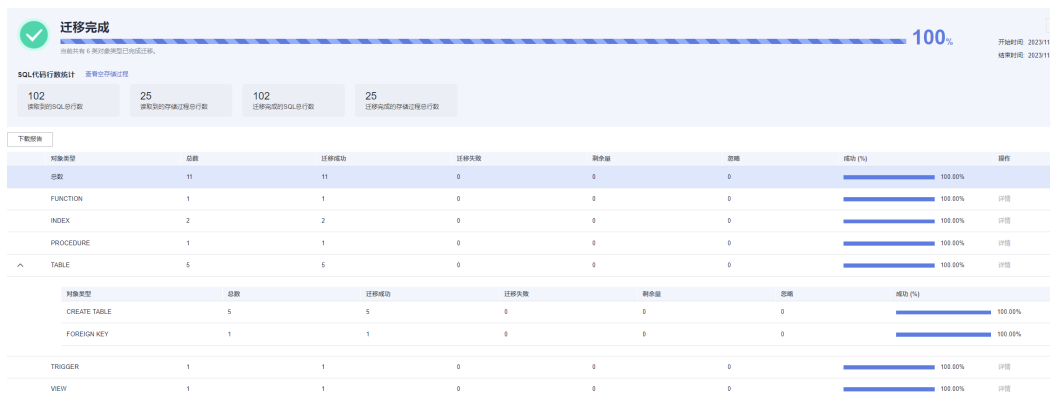 迁移完成
100%
当前共有 6 类对象类型已完成迁移。
开始时间: 2023/11
结束时间: 2023/11
SQL代码行数统计 查看空存储过程
102 25 102 25
读取到的SQL总行数 读取到的存储过程总行数 迁移完成的SQL总行数 迁移完成的存储过程总行数
下载报告
对象类型 总数 迁移成功 迁移失败 剩余量 忽略 成功 (%) 操作
总数 11 11 0 0 0 100.00%
FUNCTION 1 1 0 0 0 100.00% 详情
INDEX 2 2 0 0 0 100.00% 详情
PROCEDURE 1 1 0 0 0 100.00% 详情
TABLE 5 5 0 0 0 100.00% 详情
对象类型 总数 迁移成功 迁移失败 剩余量 忽略 成功 (%)
CREATE TABLE 5 5 0 0 0 100.00%
FOREIGN KEY 1 1 0 0 0 100.00%
TRIGGER 1 1 0 0 0 100.00% 详情
VIEW 1 1 0 0 0 100.00% 详情